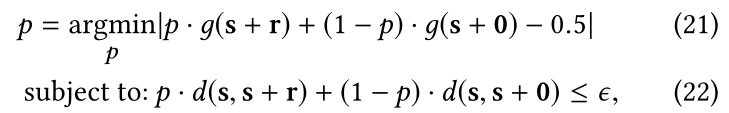 p = argmin|p · g(s + r) + (1 − p) · g(s + 0) − 0.5| (21)
p
subject to: p · d(s, s + r) + (1 − p) · d(s, s + 0) ≤ ϵ, (22)